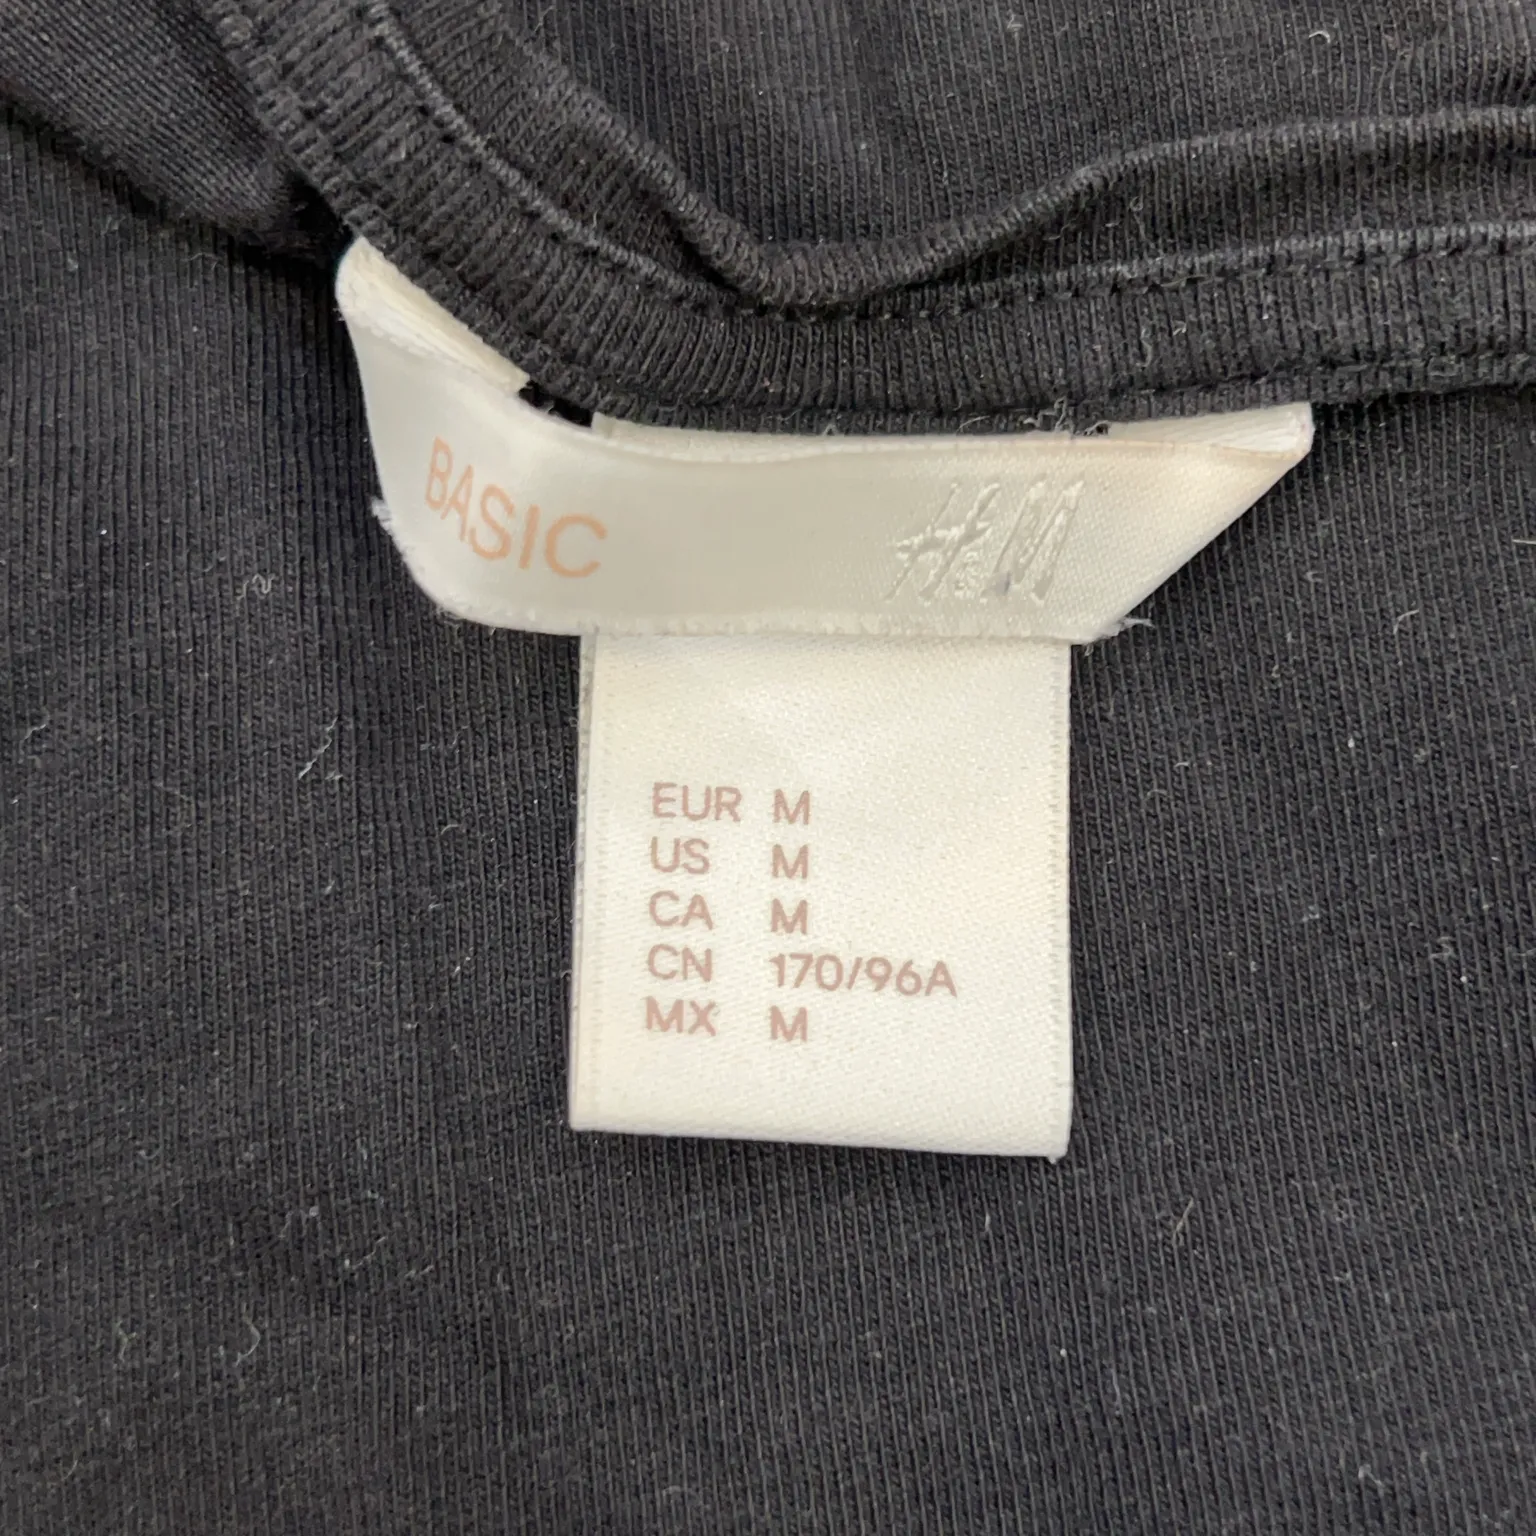 BASIC H&M
EUR M
US M
CA M
CN 170/96A
MX M